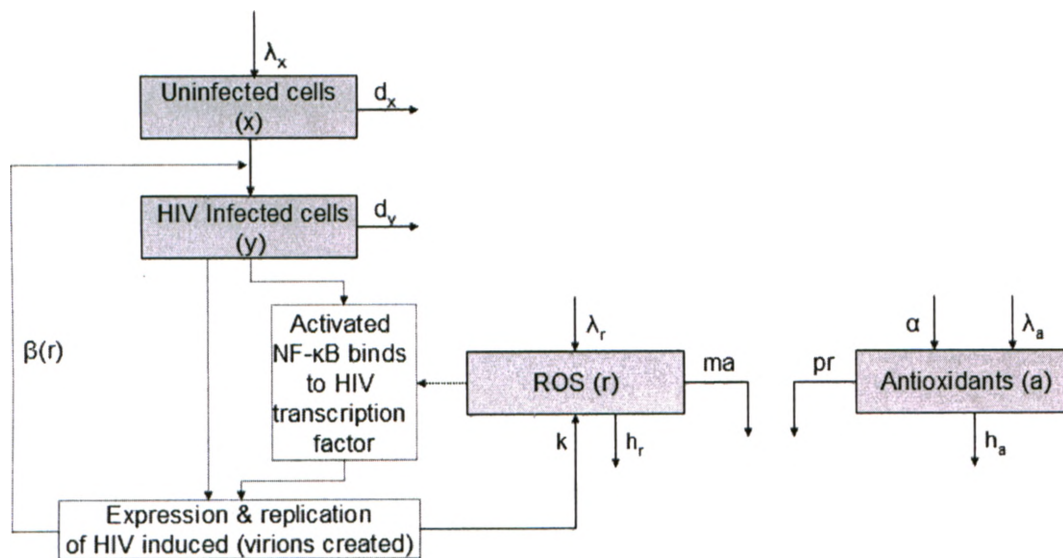 λx
Uninfected cells
(x)
dx
HIV Infected cells
(y)
dy
β(r)
Activated
NF-κB binds
to HIV
transcription
factor
λr
ROS (r)
ma
k
hr
α
λa
pr
Antioxidants (a)
ha
Expression & replication
of HIV induced (virions created)